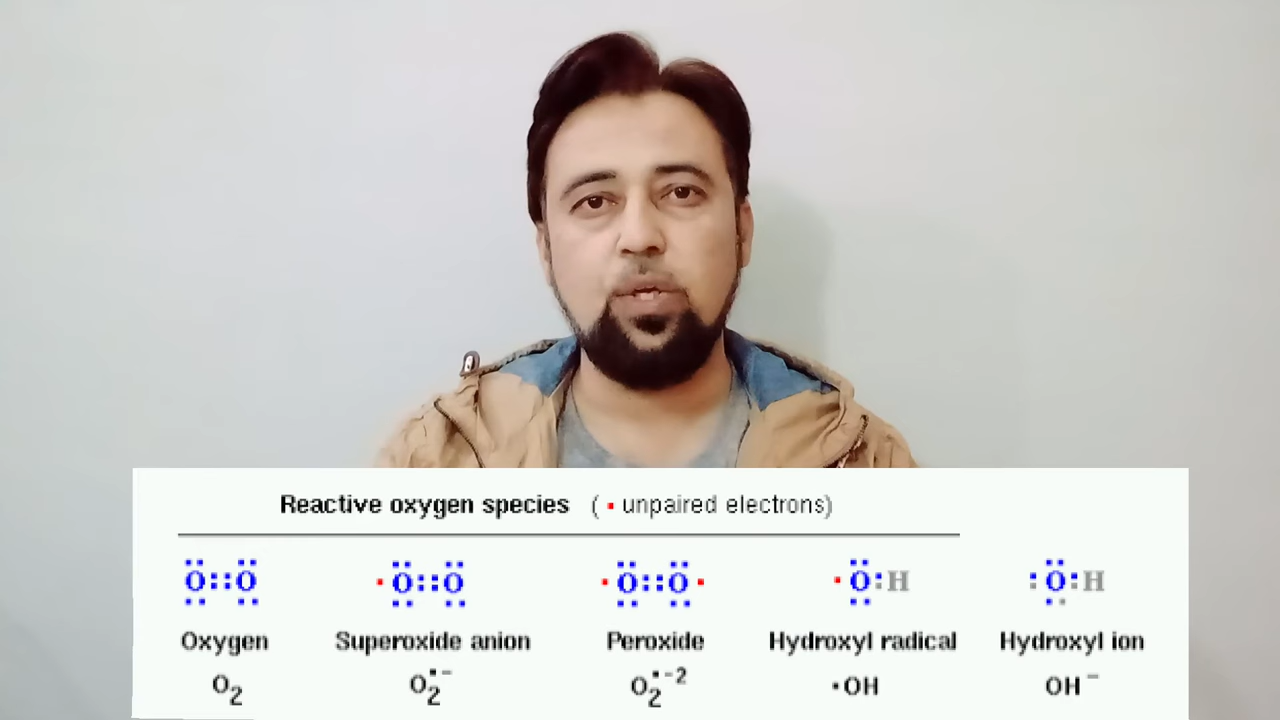 Reactive oxygen species (· unpaired electrons)
Ö::Ö ·Ö::Ö ·Ö::Ö· ·Ö:H :Ö:H
Oxygen Superoxide anion Peroxide Hydroxyl radical Hydroxyl ion
O₂ O₂•⁻ O₂•⁻² •OH OH⁻